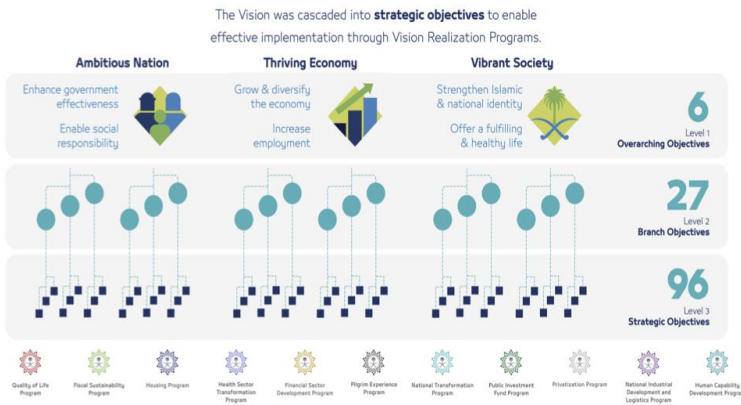 The Vision was cascaded into strategic objectives to enable
effective implementation through Vision Realization Programs.
Ambitious Nation
Thriving Economy
Vibrant Society
Enhance government
effectiveness
Enable social
responsibility
Grow & diversify
the economy
Increase
employment
Strengthen Islamic
& national identity
Offer a fulfilling
& healthy life
6
Level 1
Overarching Objectives
27
Level 2
Branch Objectives
96
Level 3
Strategic Objectives
Quality of Life
Program
Fiscal Sustainability
Program
Housing Program
Health Sector
Transformation
Program
Financial Sector
Development Program
Pilgrim Experience
Program
National Transformation
Program
Public Investment
Fund Program
Privatization Program
National Industrial
Development and
Logistics Program
Human Capability
Development Progra